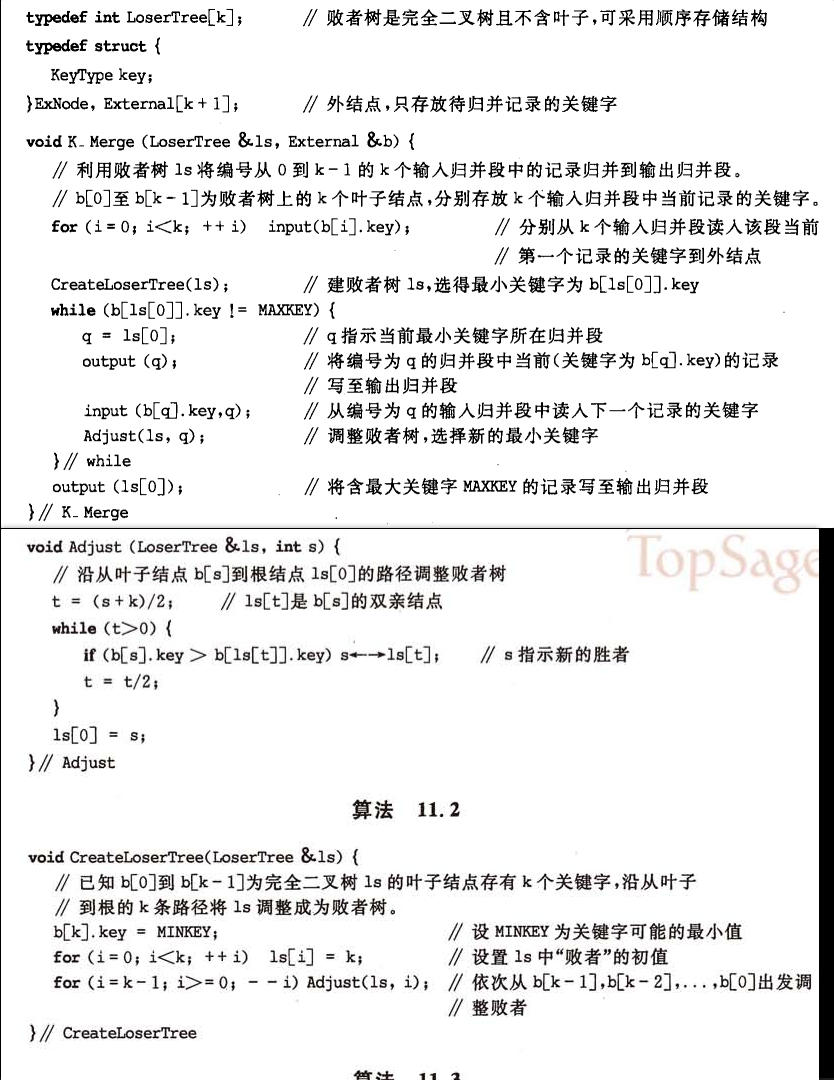 typedef int LoserTree[k]; // 败者树是完全二叉树且不含叶子,可采用顺序存储结构
typedef struct {
KeyType key;
}ExNode, External[k+1]; // 外结点,只存放待归并记录的关键字
void K_Merge (LoserTree &ls, External &b) {
// 利用败者树 ls 将编号从 0 到 k-1 的 k 个输入归并段中的记录归并到输出归并段。
// b[0]至 b[k-1]为败者树上的 k 个叶子结点,分别存放 k 个输入归并段中当前记录的关键字。
for (i=0; i<k; ++i) input(b[i].key); // 分别从 k 个输入归并段读入该段当前
// 第一个记录的关键字到外结点
CreateLoserTree(ls); // 建败者树 ls,选得最小关键字为 b[ls[0]].key
while (b[ls[0]].key != MAXKEY) {
q = ls[0]; // q 指示当前最小关键字所在归并段
output (q); // 将编号为 q 的归并段中当前(关键字为 b[q].key)的记录
// 写至输出归并段
input (b[q].key,q); // 从编号为 q 的输入归并段中读入下一个记录的关键字
Adjust(ls, q); // 调整败者树,选择新的最小关键字
}// while
output (ls[0]); // 将含最大关键字 MAXKEY 的记录写至输出归并段
}// K_Merge
void Adjust (LoserTree &ls, int s) {
TopSage
// 沿从叶子结点 b[s]到根结点 ls[0]的路径调整败者树
t = (s+k)/2; // ls[t]是 b[s]的双亲结点
while (t>0) {
if (b[s].key > b[ls[t]].key) s←→ls[t]; // s 指示新的胜者
t = t/2;
}
ls[0] = s;
}// Adjust
算法 11.2
void CreateLoserTree(LoserTree &ls) {
// 已知 b[0]到 b[k-1]为完全二叉树 ls 的叶子结点存有 k 个关键字,沿从叶子
// 到根的 k 条路径将 ls 调整成为败者树。
b[k].key = MINKEY; // 设 MINKEY 为关键字可能的最小值
for (i=0; i<k; ++i) ls[i] = k; // 设置 ls 中“败者”的初值
for (i=k-1; i>=0; --i) Adjust(ls, i); // 依次从 b[k-1],b[k-2],...,b[0]出发调
// 整败者
}// CreateLoserTree
算法 11.3